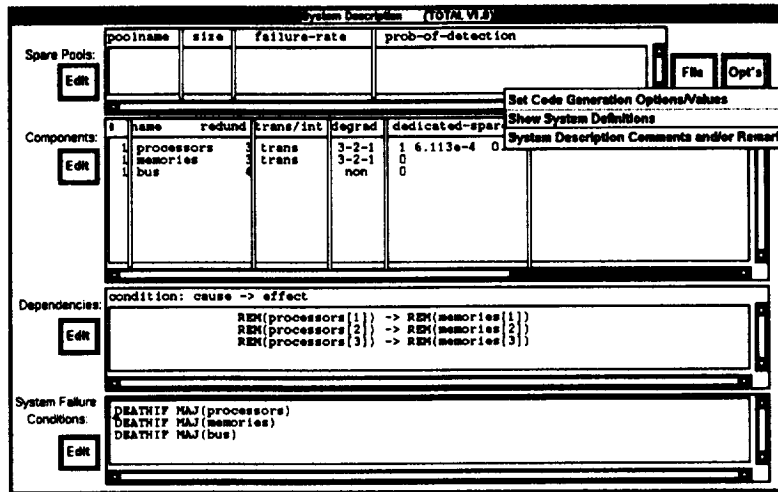 System Description (TOTAL V1.0)
poolname size failure-rate prob-of-detection
Spare Pools:
Edit
File Opt's
Set Code Generation Options/Values
Show System Definitions
System Description Comments and/or Remar
# name redund trans/int degrad dedicated-spar
Components:
Edit
1 processors 3 trans 3-2-1 1 6.113e-4 0.
1 memories 3 trans 3-2-1 0
1 bus 4 non 0
Dependencies:
Edit
condition: cause -> effect
REM(processors[1]) -> REM(memories[1])
REM(processors[2]) -> REM(memories[2])
REM(processors[3]) -> REM(memories[3])
System Failure
Conditions:
Edit
DEATHIF MAJ(processors)
DEATHIF MAJ(memories)
DEATHIF MAJ(bus)